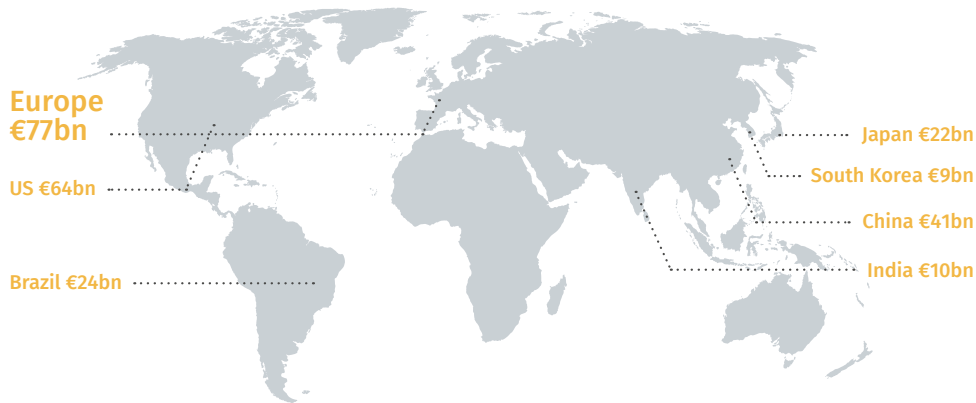 Europe
€77bn
US €64bn
Brazil €24bn
Japan €22bn
South Korea €9bn
China €41bn
India €10bn